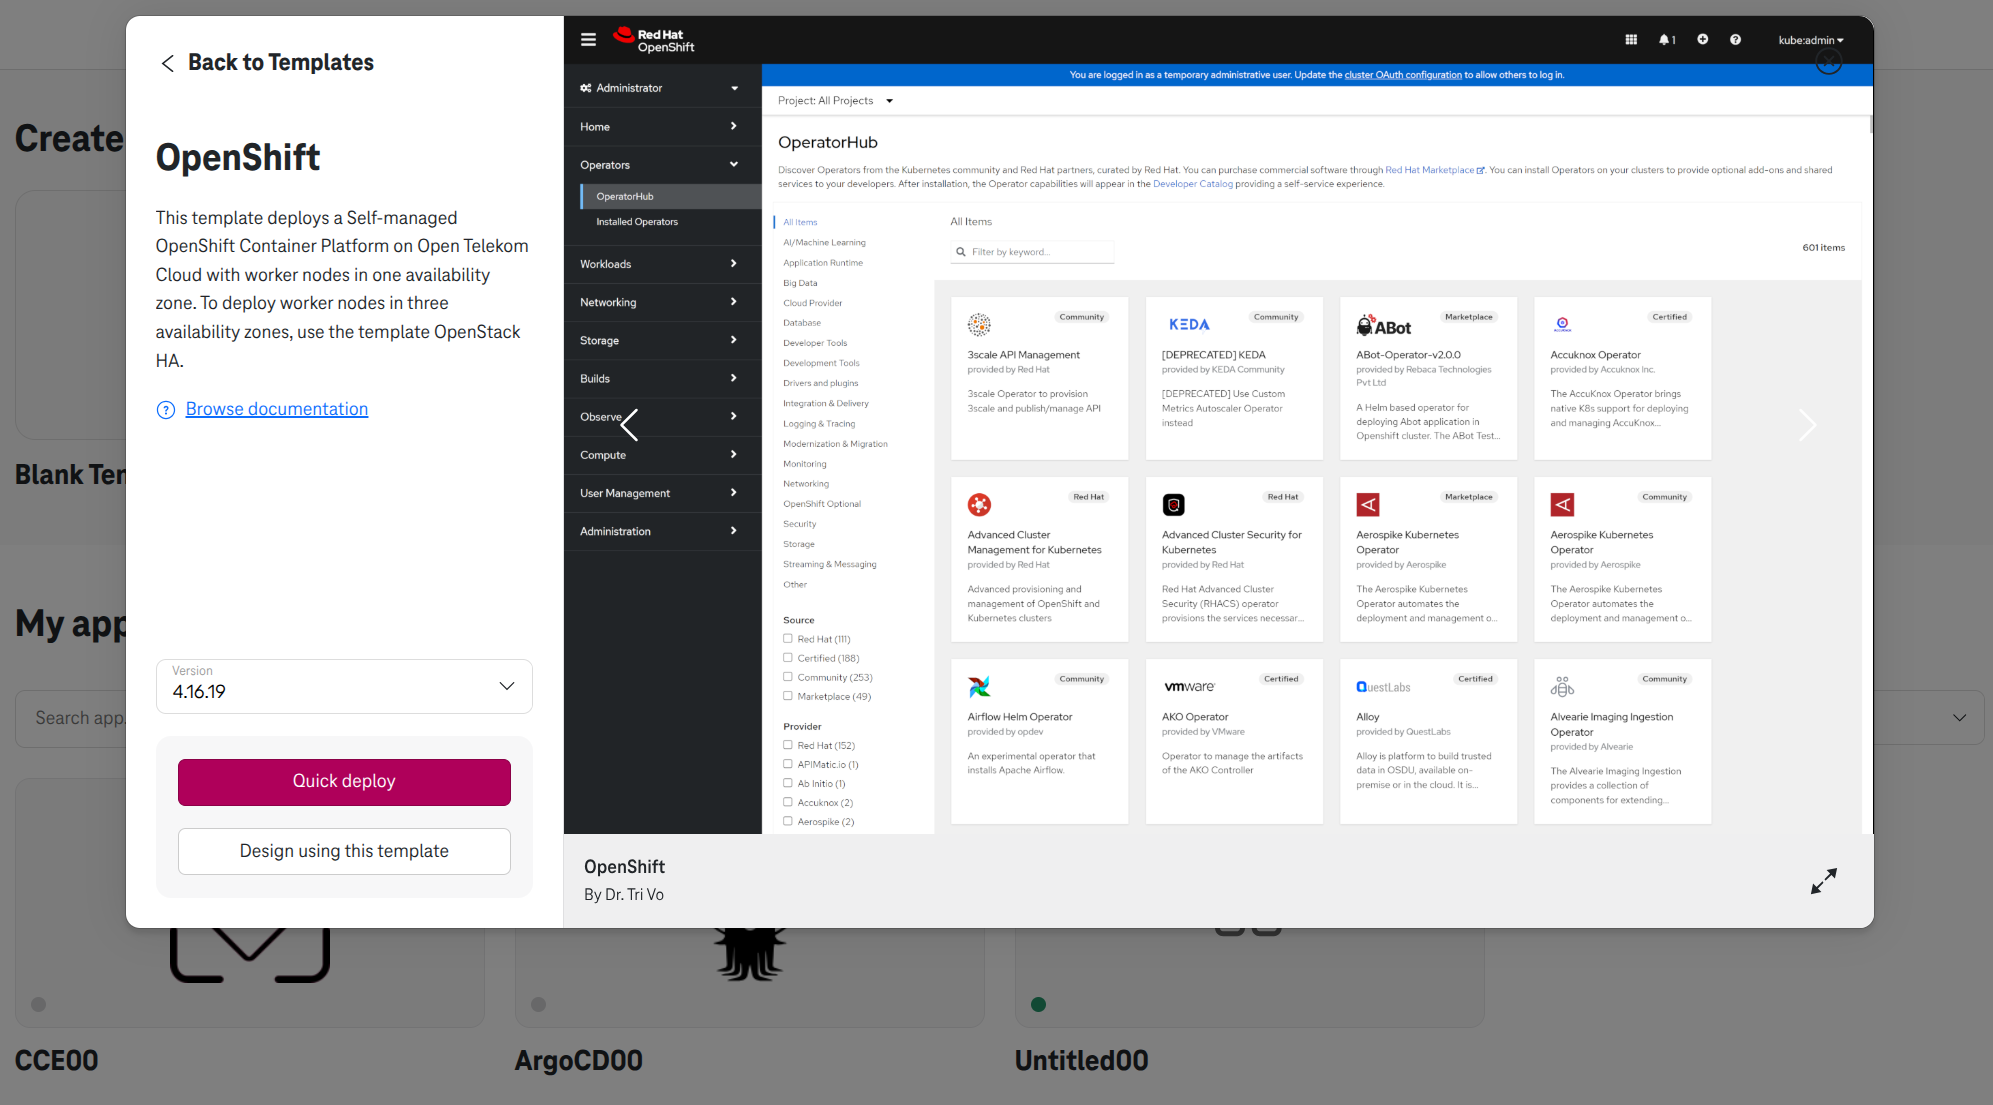 Back to Templates
OpenShift
This template deploys a Self-managed
OpenShift Container Platform on Open Telekom
Cloud with worker nodes in one availability
zone. To deploy worker nodes in three
availability zones, use the template OpenStack
HA.
Browse documentation
Version
4.16.19
Quick deploy
Design using this template
Create
Blank Ter
My app
Search app.
CCE00
ArgoCD00
Untitled00
Red Hat
OpenShift
1
kube:admin
You are logged in as a temporary administrative user. Update the cluster OAuth configuration to allow others to log in.
Administrator
Home
Operators
OperatorHub
Installed Operators
Workloads
Networking
Storage
Builds
Observe
Compute
User Management
Administration
Project: All Projects
OperatorHub
Discover Operators from the Kubernetes community and Red Hat partners, curated by Red Hat. You can purchase commercial software through Red Hat Marketplace. You can install Operators on your clusters to provide optional add-ons and shared
services to your developers. After installation, the Operator capabilities will appear in the Developer Catalog providing a self-service experience.
All Items
AI/Machine Learning
Application Runtime
Big Data
Cloud Provider
Database
Developer Tools
Development Tools
Drivers and plugins
Integration & Delivery
Logging & Tracing
Modernization & Migration
Monitoring
Networking
OpenShift Optional
Security
Storage
Streaming & Messaging
Other
Source
Red Hat (111)
Certified (188)
Community (253)
Marketplace (49)
Provider
Red Hat (152)
APIMatic.io (1)
Ab Initio (1)
Accuknox (2)
Aerospike (2)
All Items
Filter by keyword...
601 items
Community
3scale API Management
provided by Red Hat
3scale Operator to provision
3scale and publish/manage API
KEDA
Community
[DEPRECATED] KEDA
provided by KEDA Community
[DEPRECATED] Use Custom
Metrics Autoscaler Operator
instead
ABot
Marketplace
ABot-Operator-v2.0.0
provided by Rebaca Technologies
Pvt Ltd
A Helm based operator for
deploying Abot application in
Openshift cluster. The ABot Test...
Certified
Accuknox Operator
provided by Accuknox Inc.
The AccuKnox Operator brings
native K8s support for deploying
and managing AccuKnox...
Red Hat
Advanced Cluster
Management for Kubernetes
provided by Red Hat
Advanced provisioning and
management of OpenShift and
Kubernetes clusters
Red Hat
Advanced Cluster Security for
Kubernetes
provided by Red Hat
Red Hat Advanced Cluster
Security (RHACS) operator
provisions the services necessar...
Marketplace
Aerospike Kubernetes
Operator
provided by Aerospike
The Aerospike Kubernetes
Operator automates the
deployment and management o...
Community
Aerospike Kubernetes
Operator
provided by Aerospike
The Aerospike Kubernetes
Operator automates the
deployment and management o...
Community
Airflow Helm Operator
provided by opdev
An experimental operator that
installs Apache Airflow.
vmware
Certified
AKO Operator
provided by VMware
Operator to manage the artifacts
of the AKO Controller
QuestLabs
Certified
Alloy
provided by QuestLabs
Alloy is platform to build trusted
data in OSDU, available on-
premise or in the cloud. It is...
Community
Alvearie Imaging Ingestion
Operator
provided by Alvearie
The Alvearie Imaging Ingestion
provides a collection of
components for extending...
OpenShift
By Dr. Tri Vo